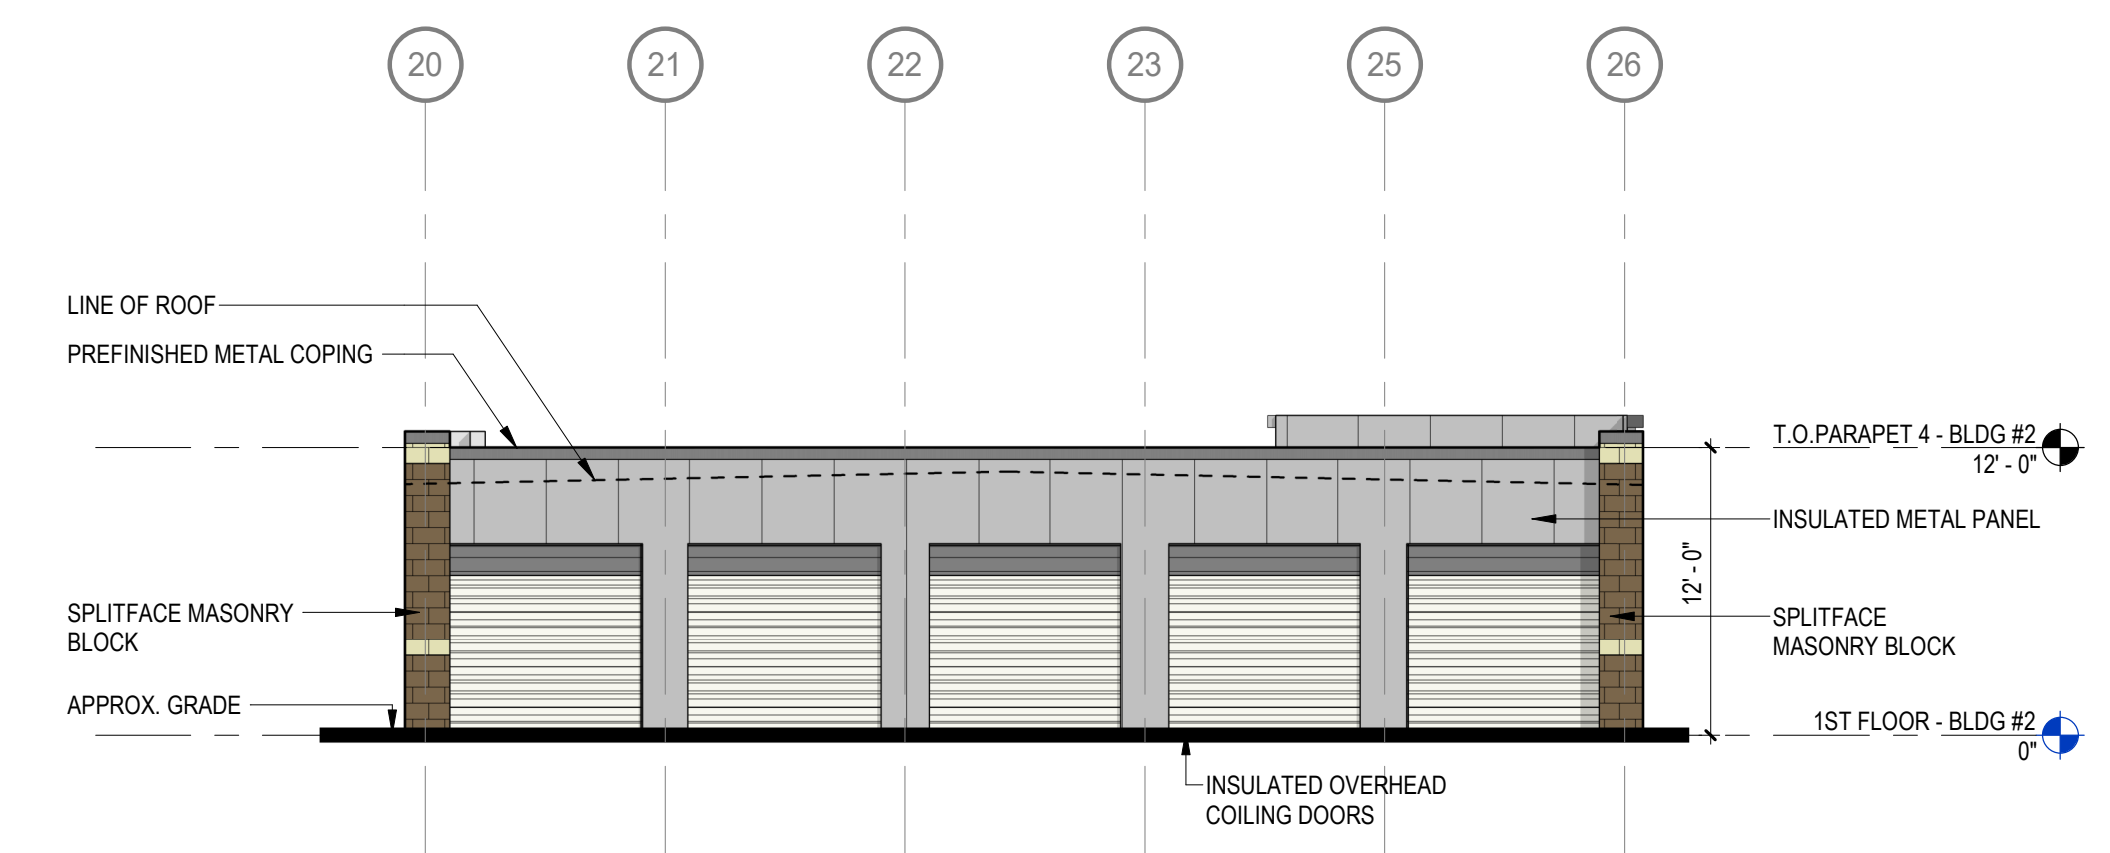 20
21
22
23
25
26
LINE OF ROOF
PREFINISHED METAL COPING
T.O.PARAPET 4 - BLDG #2
12' - 0"
INSULATED METAL PANEL
12' - 0"
SPLITFACE MASONRY
BLOCK
SPLITFACE
MASONRY BLOCK
APPROX. GRADE
1ST FLOOR - BLDG #2
0"
INSULATED OVERHEAD
COILING DOORS